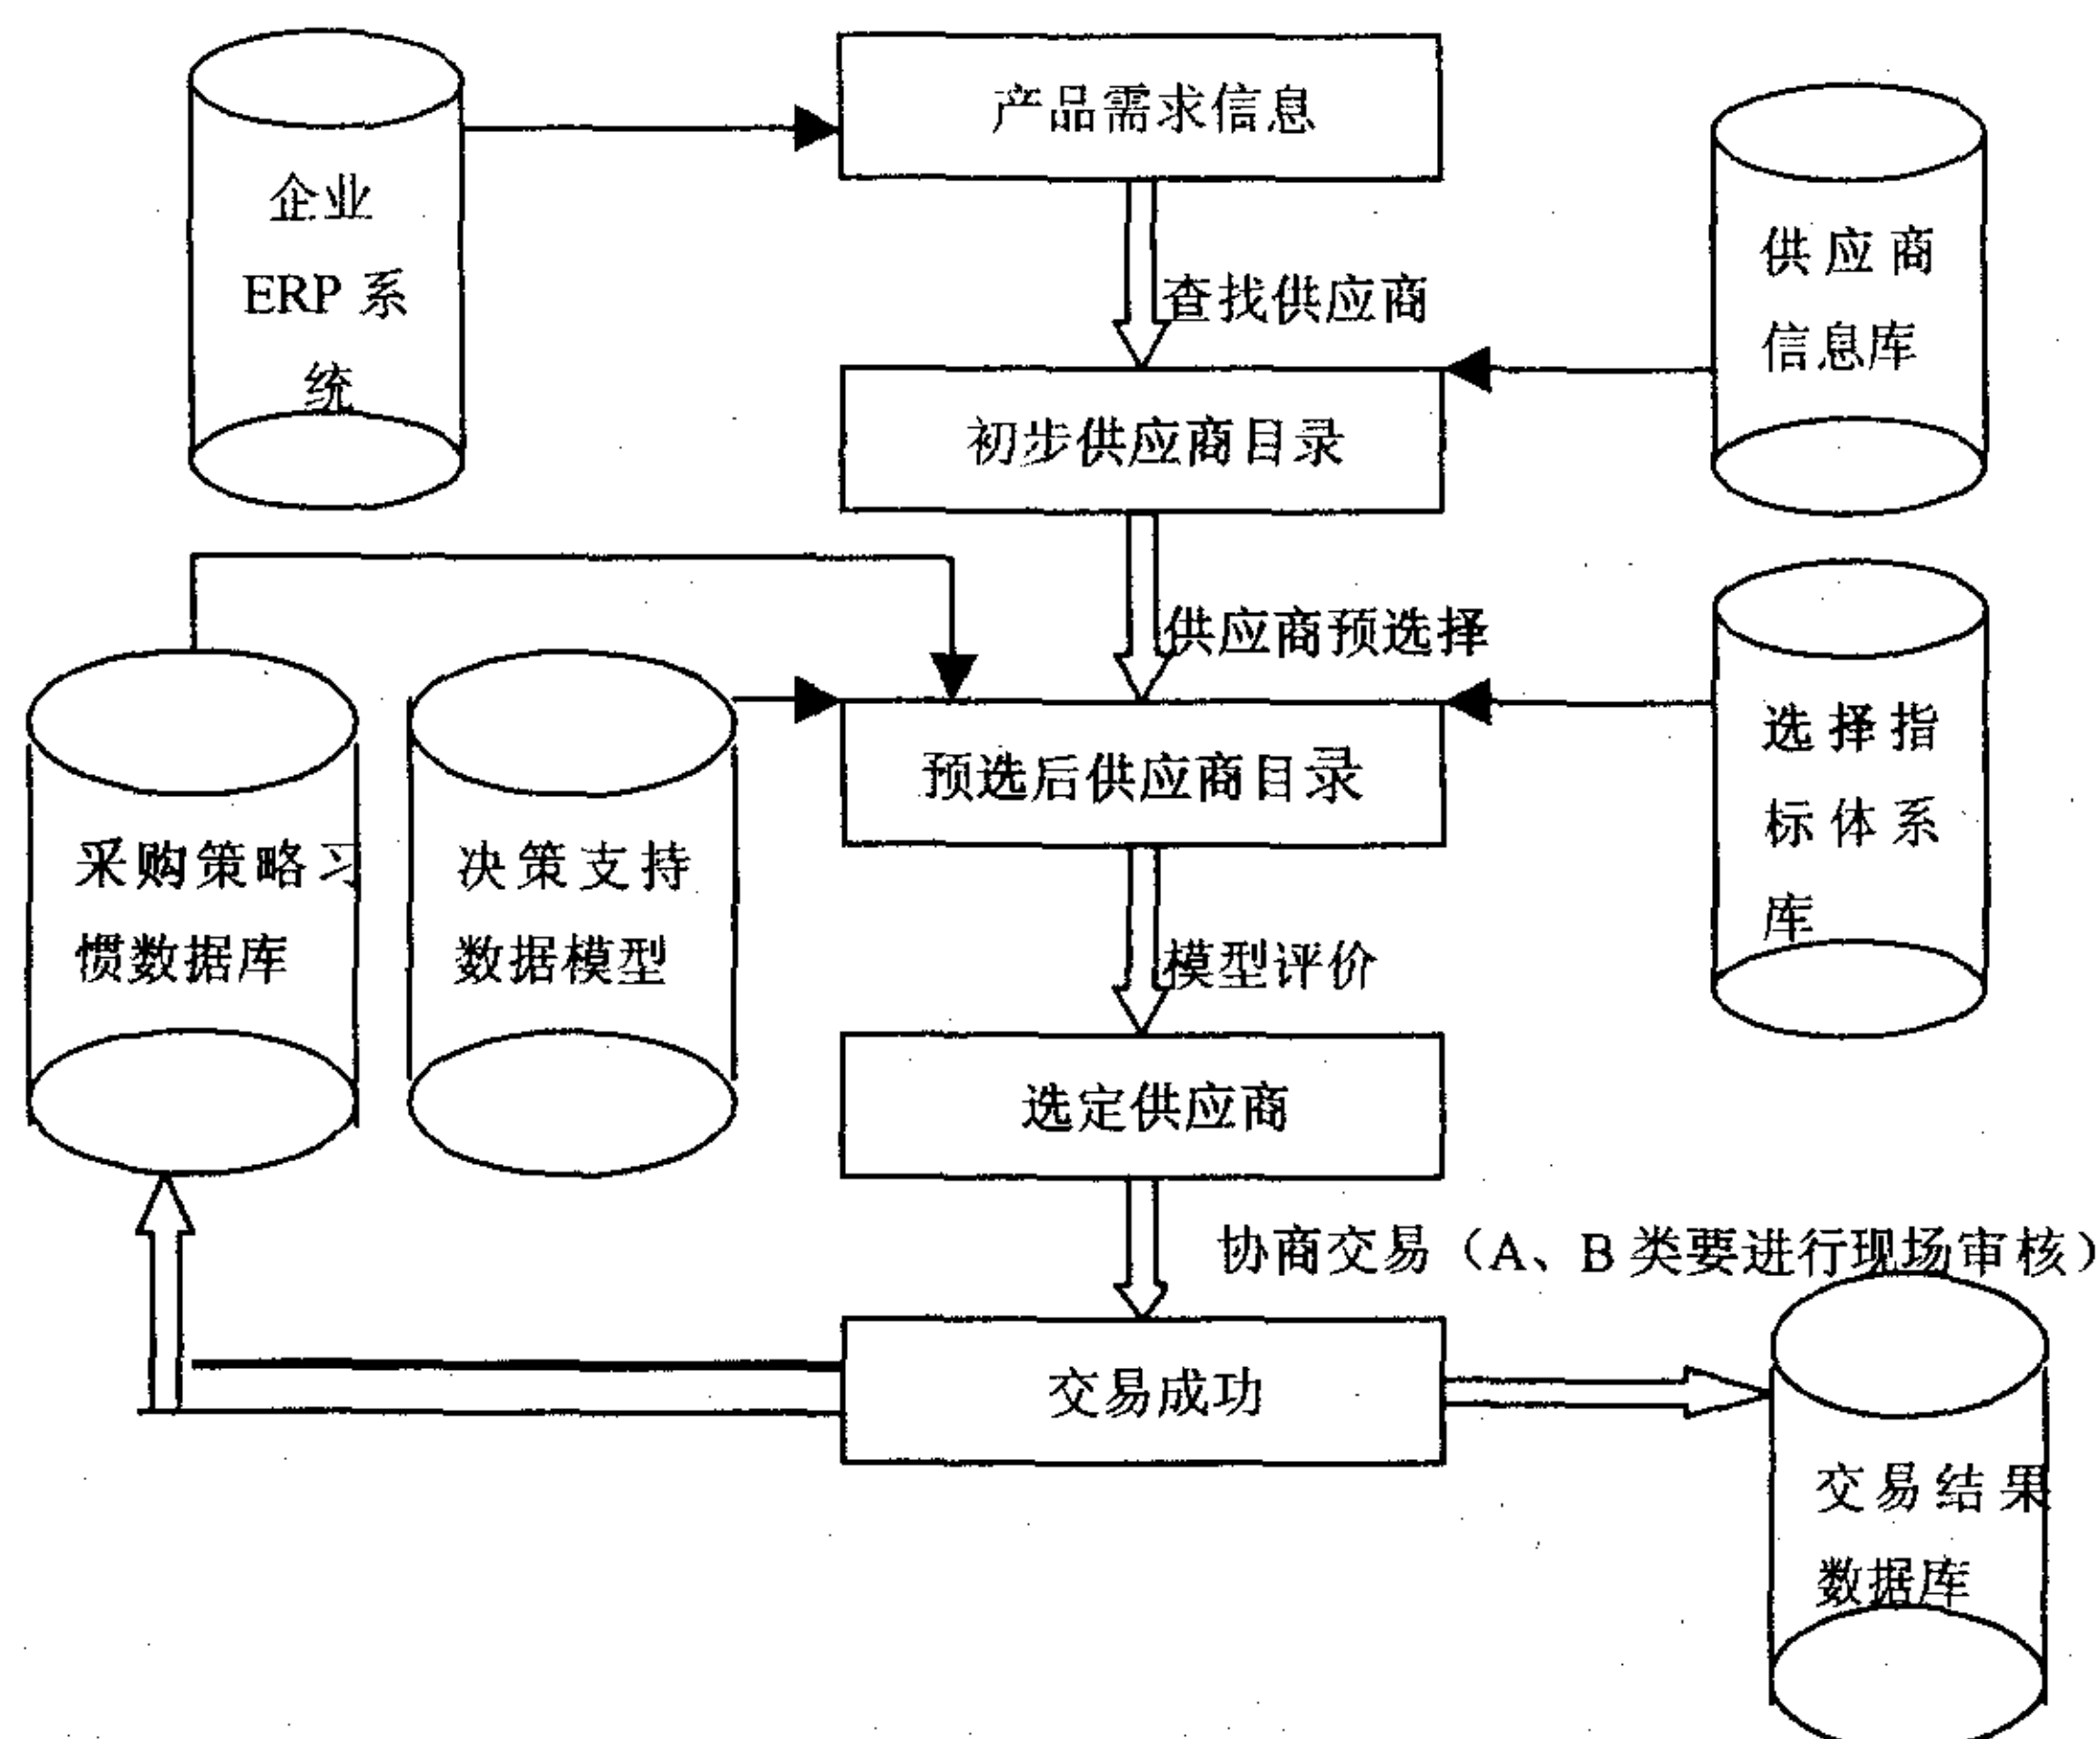 产品需求信息
企业
ERP 系
统
供应商
信息库
查找供应商
初步供应商目录
供应商预选择
选择指
标体系
库
预选后供应商目录
采购策略习
惯数据库
决策支持
数据模型
模型评价
选定供应商
协商交易（A、B 类要进行现场审核）
交易成功
交易结果
数据库